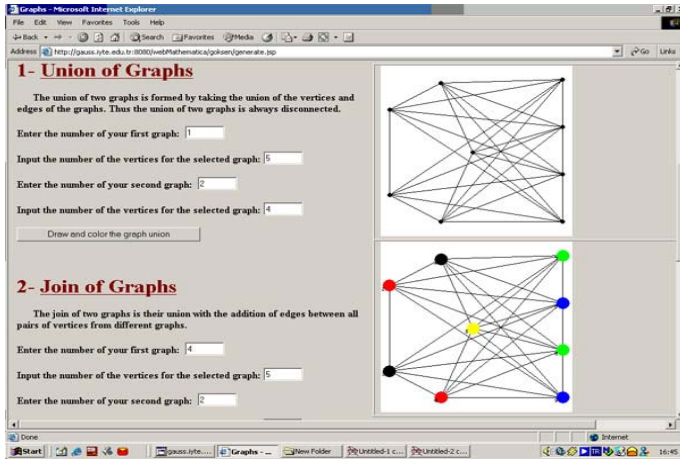 Graphs - Microsoft Internet Explorer
File Edit View Favorites Tools Help
Back Search Favorites Media
Address http://gauss.iyte.edu.tr:8080/webMathematica/goksen/generate.jsp Go Links
1- Union of Graphs
The union of two graphs is formed by taking the union of the vertices and
edges of the graphs. Thus the union of two graphs is always disconnected.
Enter the number of your first graph: 1
Input the number of the vertices for the selected graph: 5
Enter the number of your second graph: 2
Input the number of the vertices for the selected graph: 4
Draw and color the graph union
2- Join of Graphs
The join of two graphs is their union with the addition of edges between all
pairs of vertices from different graphs.
Enter the number of your first graph: 4
Input the number of the vertices for the selected graph: 5
Enter the number of your second graph: 2
Done Internet
Start gauss.iyte.... Graphs - ... New Folder Untitled-1 c... Untitled-2 c... TR 16:45